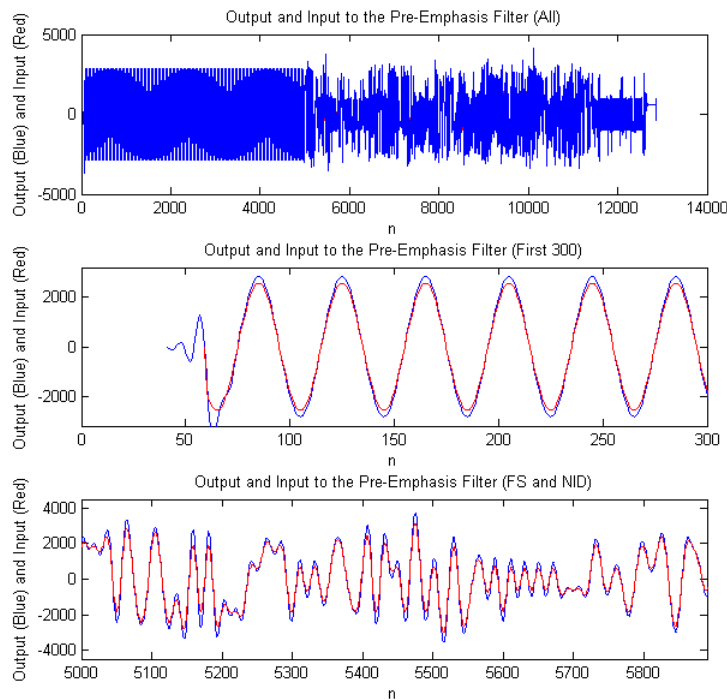 Output and Input to the Pre-Emphasis Filter (All)
Output (Blue) and Input (Red)
5000
0
-5000
0 2000 4000 6000 8000 10000 12000 14000
n
Output and Input to the Pre-Emphasis Filter (First 300)
Output (Blue) and Input (Red)
2000
0
-2000
0 50 100 150 200 250 300
n
Output and Input to the Pre-Emphasis Filter (FS and NID)
Output (Blue) and Input (Red)
4000
2000
0
-2000
-4000
5000 5100 5200 5300 5400 5500 5600 5700 5800
n